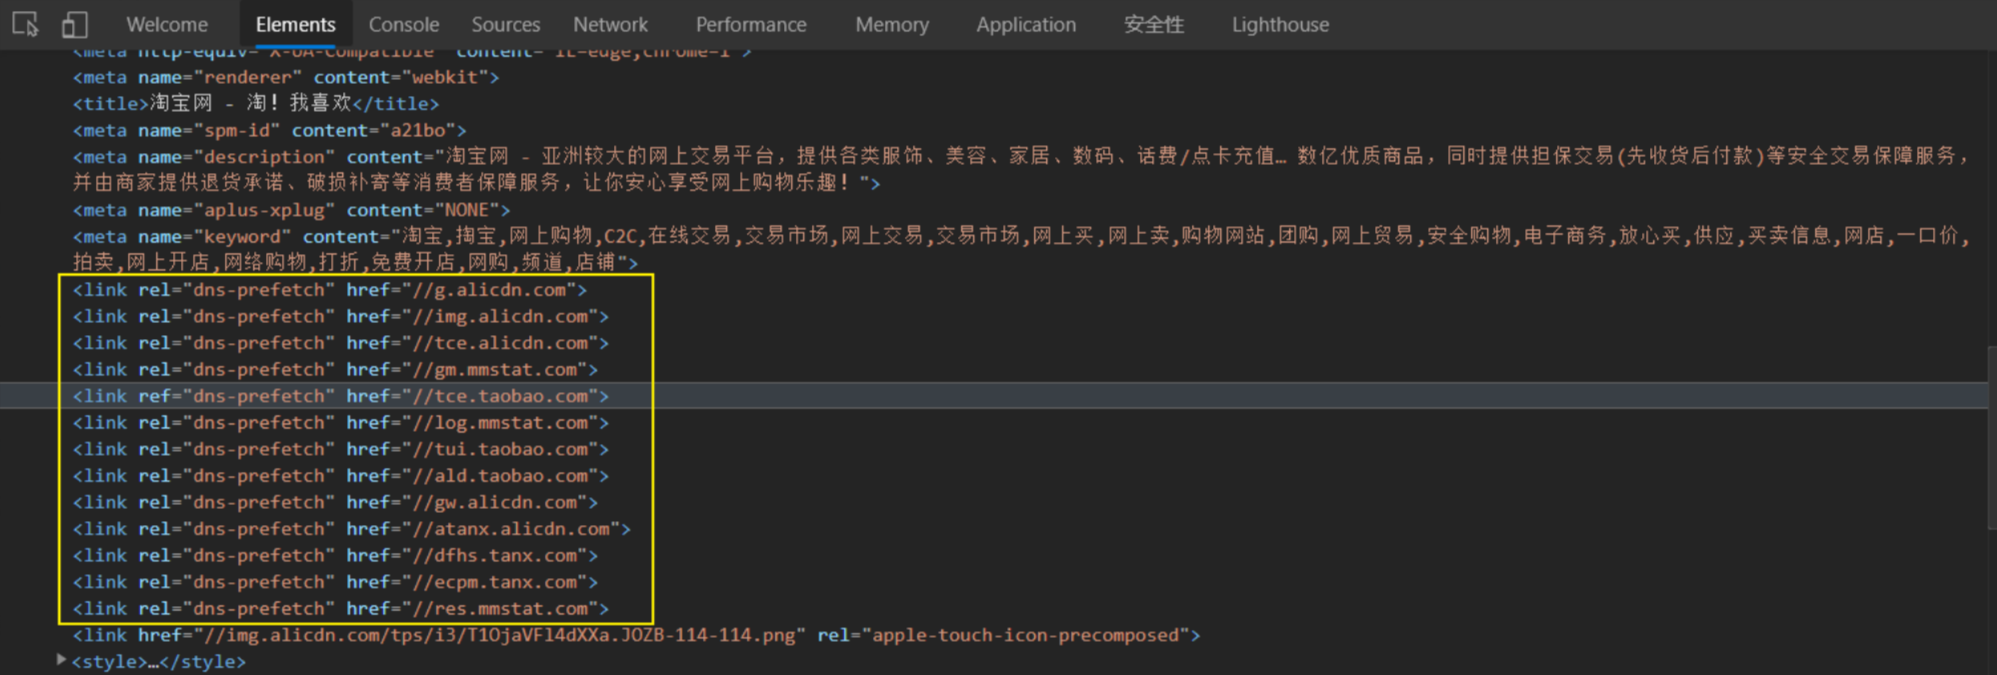 Welcome Elements Console Sources Network Performance Memory Application 安全性 Lighthouse
<meta http-equiv="X-UA-Compatible" content="IE=edge,chrome=1">
<meta name="renderer" content="webkit">
<title>淘宝网 - 淘！我喜欢</title>
<meta name="spm-id" content="a21bo">
<meta name="description" content="淘宝网 - 亚洲较大的网上交易平台，提供各类服饰、美容、家居、数码、话费/点卡充值… 数亿优质商品，同时提供担保交易(先收货后付款)等安全交易保障服务，
并由商家提供退货承诺、破损补寄等消费者保障服务，让你安心享受网上购物乐趣！">
<meta name="aplus-xplug" content="NONE">
<meta name="keyword" content="淘宝,掏宝,网上购物,C2C,在线交易,交易市场,网上交易,交易市场,网上买,网上卖,购物网站,团购,网上贸易,安全购物,电子商务,放心买,供应,买卖信息,网店,一口价,
拍卖,网上开店,网络购物,打折,免费开店,网购,频道,店铺">
<link rel="dns-prefetch" href="//g.alicdn.com">
<link rel="dns-prefetch" href="//img.alicdn.com">
<link rel="dns-prefetch" href="//tce.alicdn.com">
<link rel="dns-prefetch" href="//gm.mmstat.com">
<link ref="dns-prefetch" href="//tce.taobao.com">
<link rel="dns-prefetch" href="//log.mmstat.com">
<link rel="dns-prefetch" href="//tui.taobao.com">
<link rel="dns-prefetch" href="//ald.taobao.com">
<link rel="dns-prefetch" href="//gw.alicdn.com">
<link rel="dns-prefetch" href="//atanx.alicdn.com">
<link rel="dns-prefetch" href="//dfhs.tanx.com">
<link rel="dns-prefetch" href="//ecpm.tanx.com">
<link rel="dns-prefetch" href="//res.mmstat.com">
<link href="//img.alicdn.com/tps/i3/T1OjaVFl4dXXa.JOZB-114-114.png" rel="apple-touch-icon-precomposed">
<style>…</style>